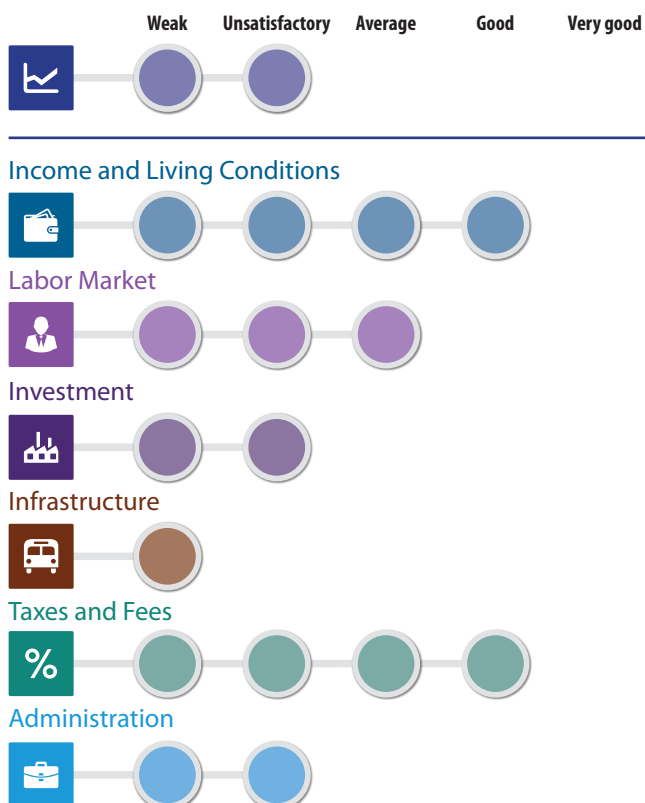 Weak Unsatisfactory Average Good Very good
Income and Living Conditions
Labor Market
Investment
Infrastructure
Taxes and Fees
%
Administration